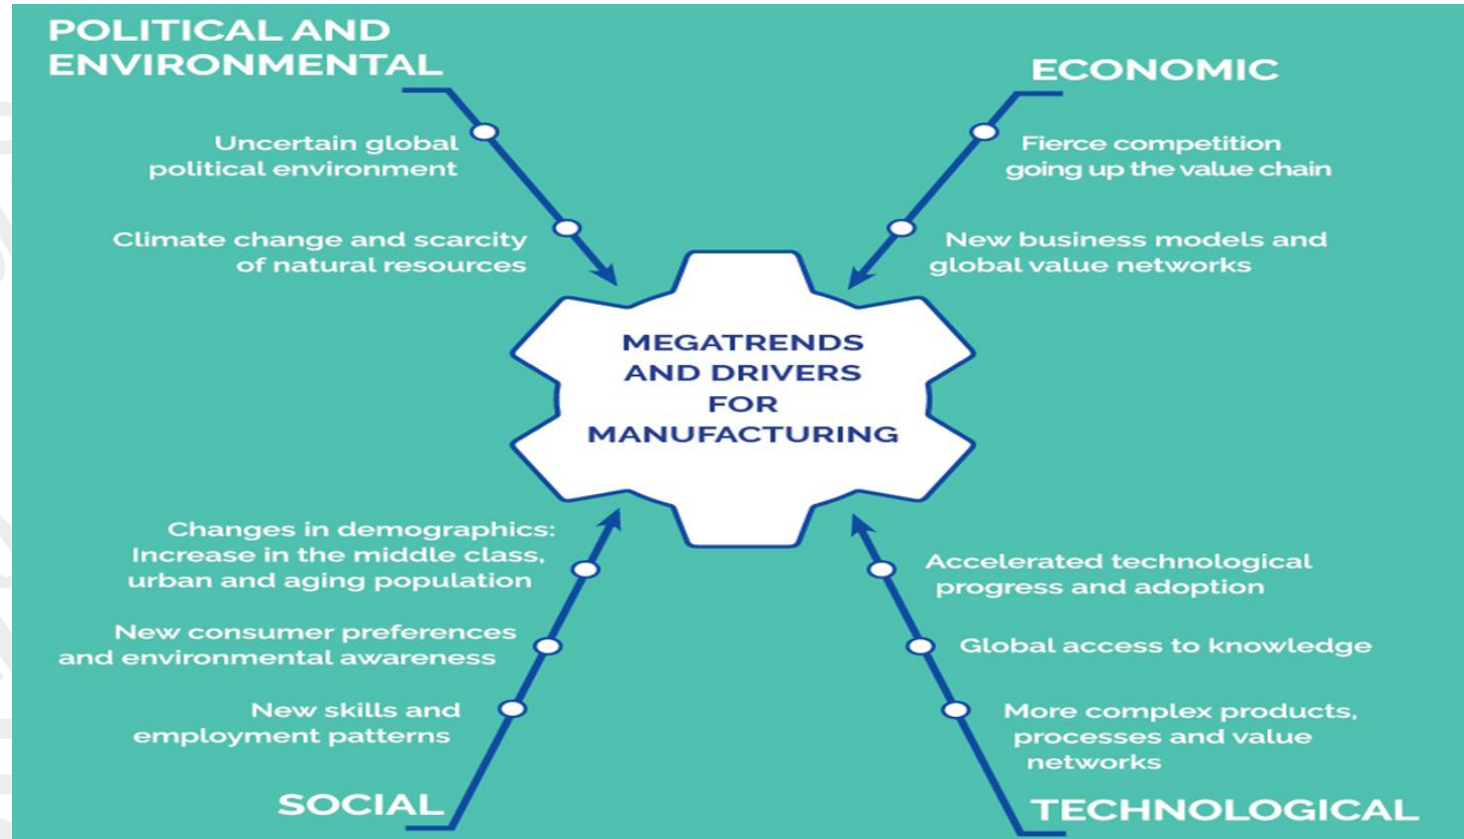 POLITICAL AND
ENVIRONMENTAL
Uncertain global
political environment
Climate change and scarcity
of natural resources
ECONOMIC
Fierce competition
going up the value chain
New business models and
global value networks
MEGATRENDS
AND DRIVERS
FOR
MANUFACTURING
Changes in demographics:
Increase in the middle class,
urban and aging population
New consumer preferences
and environmental awareness
New skills and
employment patterns
SOCIAL
Accelerated technological
progress and adoption
Global access to knowledge
More complex products,
processes and value
networks
TECHNOLOGICAL